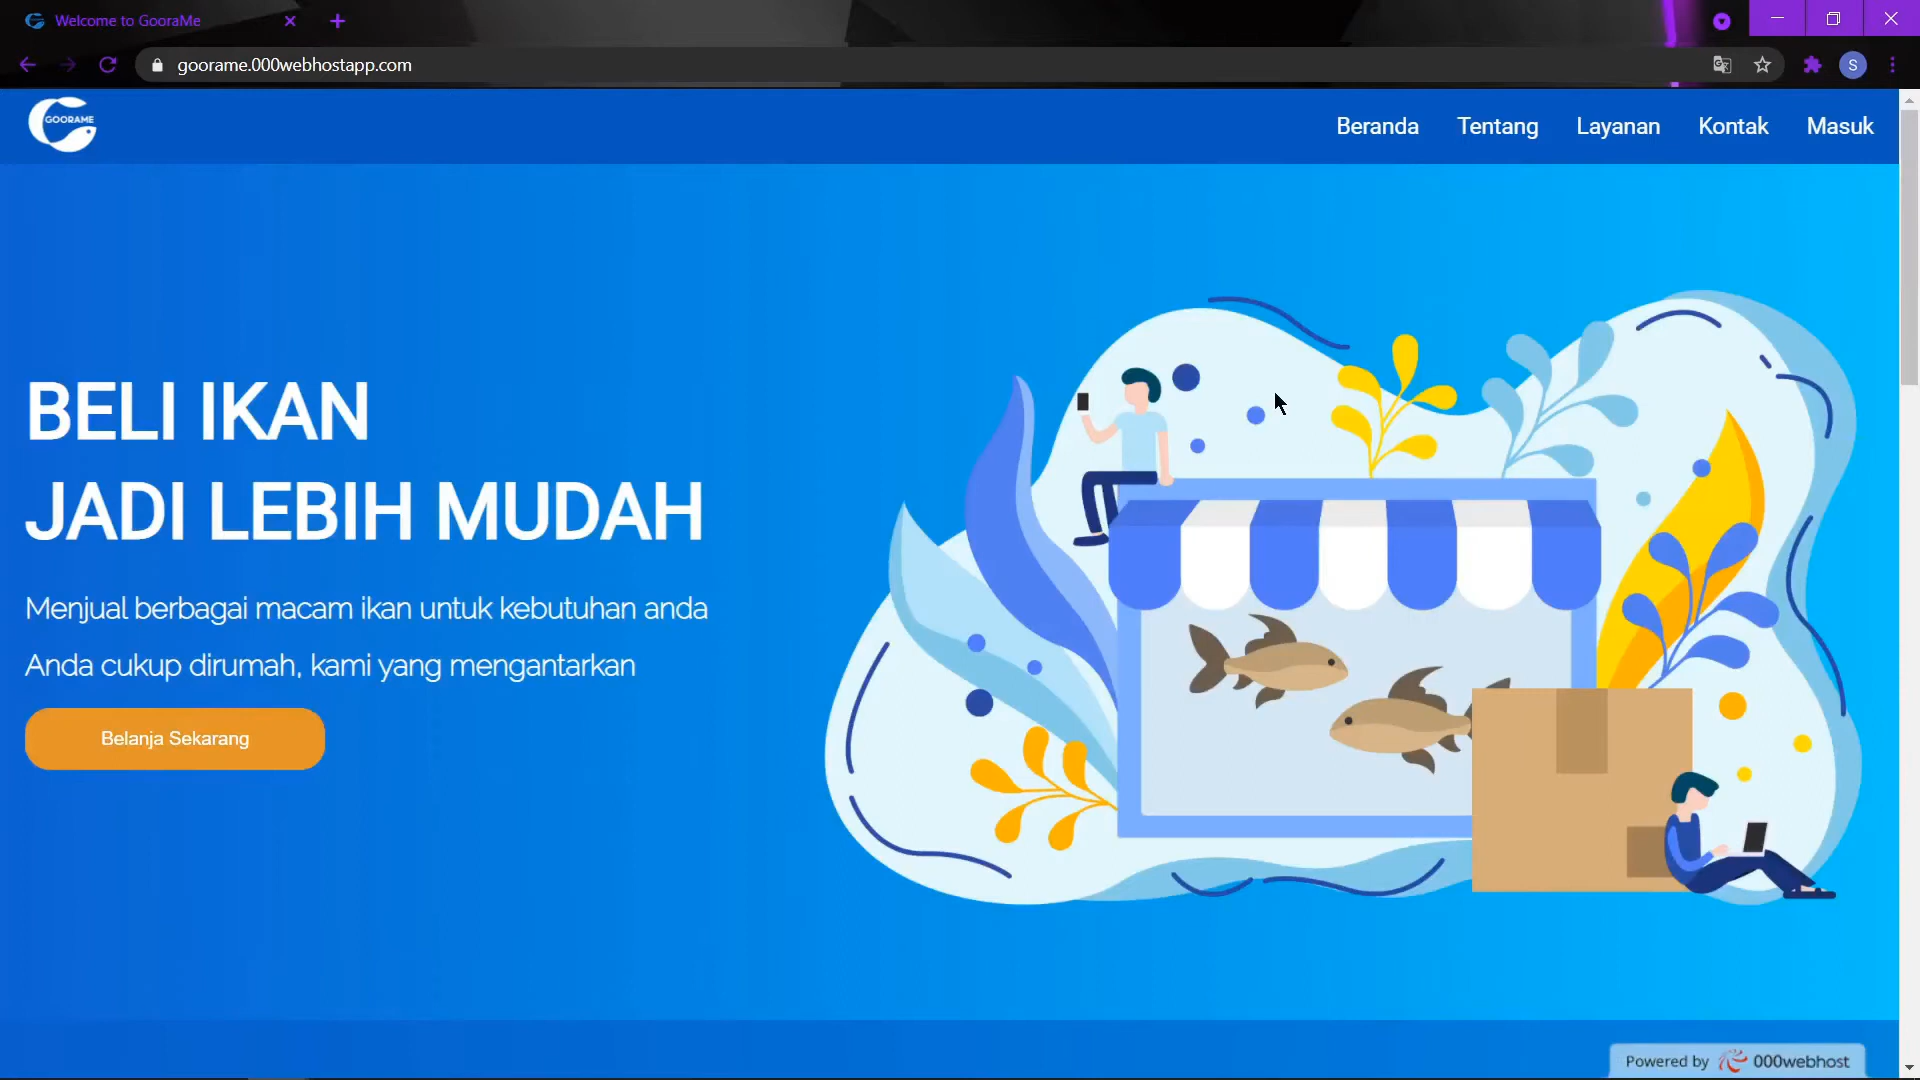 Welcome to GooraMe
goorame.000webhostapp.com
S
GOORAME
Beranda
Tentang
Layanan
Kontak
Masuk
BELI IKAN
JADI LEBIH MUDAH
Menjual berbagai macam ikan untuk kebutuhan anda
Anda cukup dirumah, kami yang mengantarkan
Belanja Sekarang
Powered by 000webhost